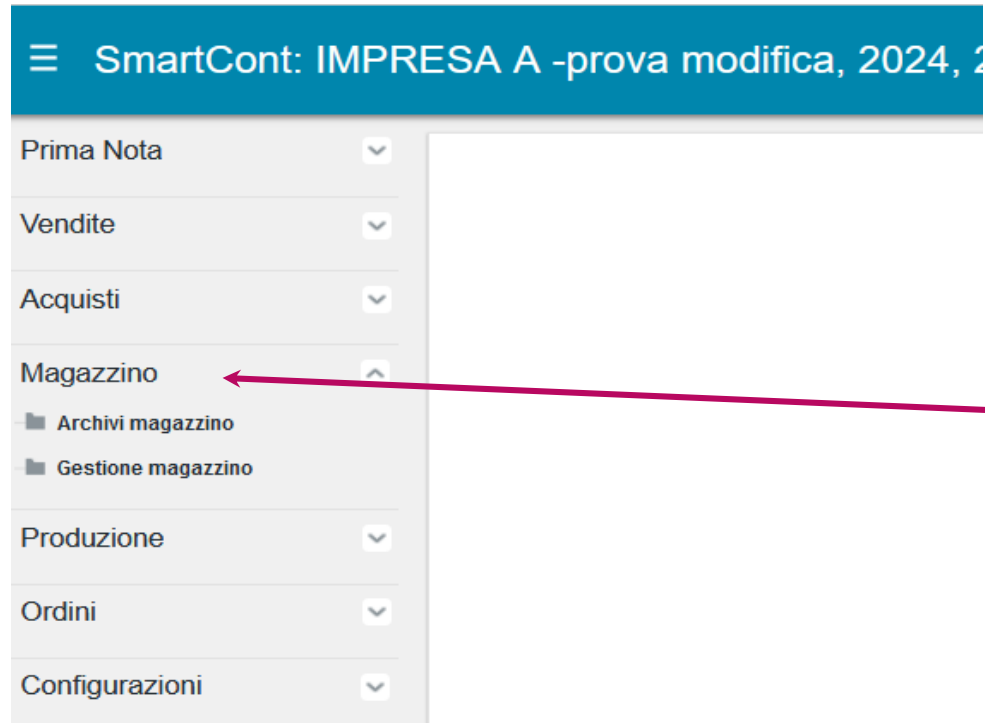 SmartCont: IMPRESA A -prova modifica, 2024,
Prima Nota
Vendite
Acquisti
Magazzino
Archivi magazzino
Gestione magazzino
Produzione
Ordini
Configurazioni